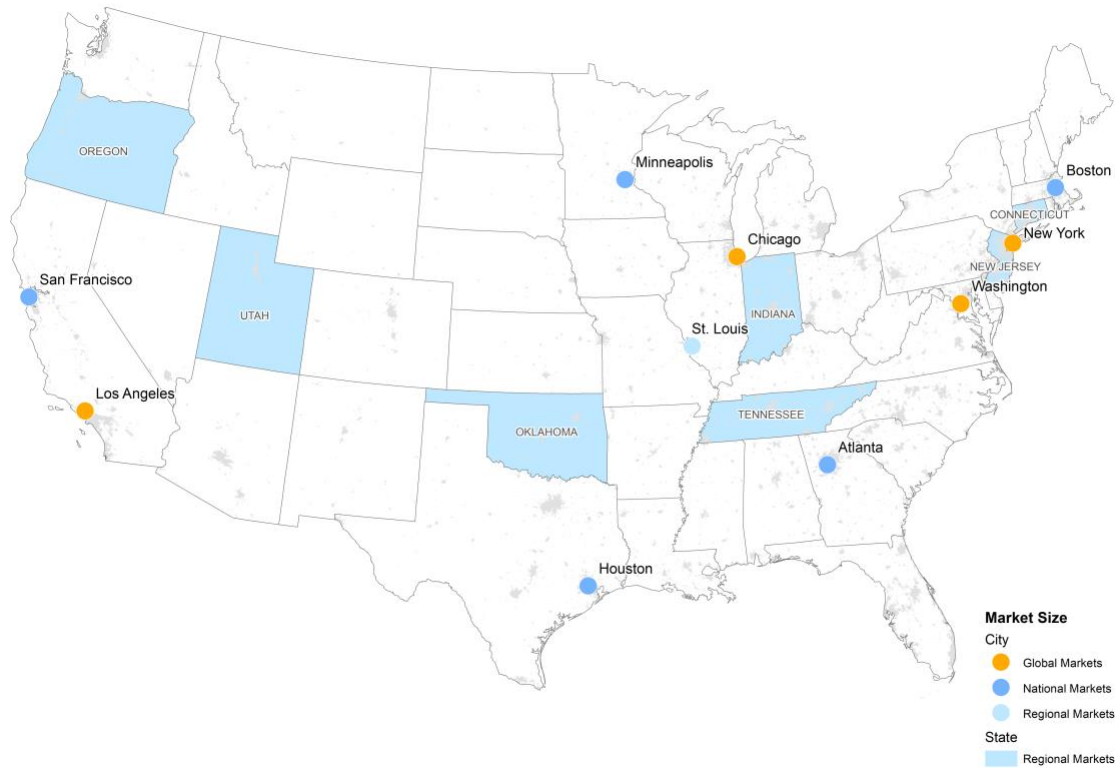 OREGON
Minneapolis
Boston
CONNECTICUT
New York
Chicago
NEW JERSEY
Washington
San Francisco
UTAH
INDIANA
St. Louis
Los Angeles
OKLAHOMA
TENNESSEE
Atlanta
Houston
Market Size
City
Global Markets
National Markets
Regional Markets
State
Regional Markets